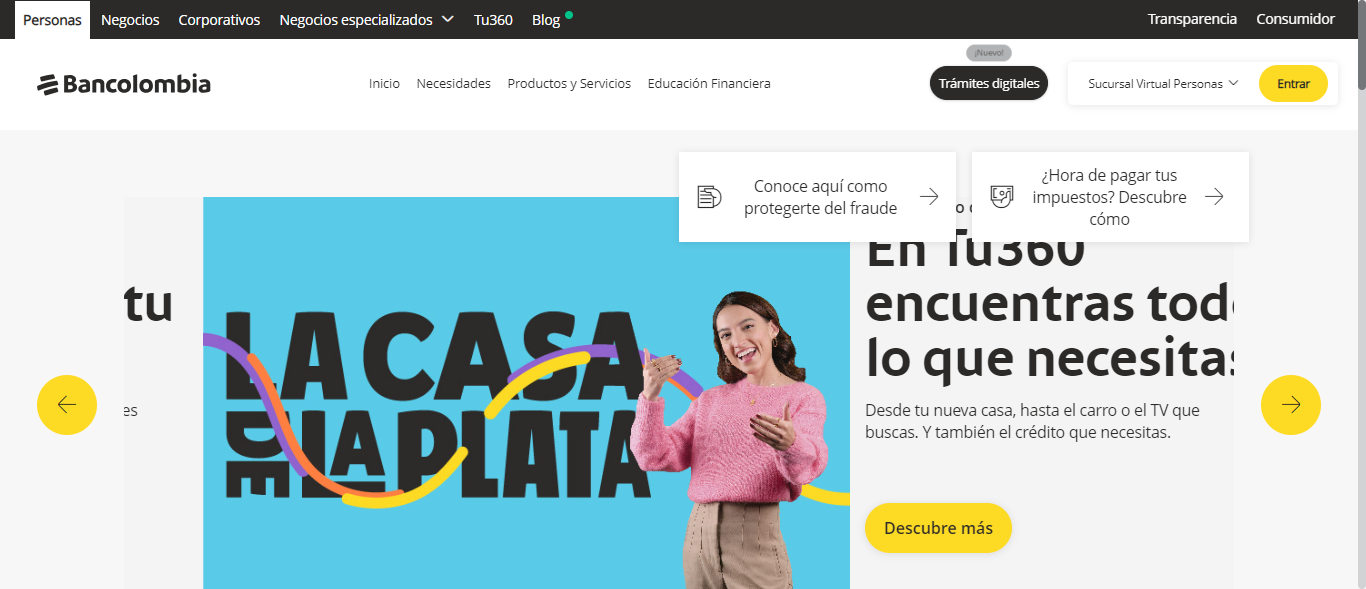 Personas Negocios Corporativos Negocios especializados Tu360 Blog Transparencia Consumidor
¡Nuevo!
Bancolombia Inicio Necesidades Productos y Servicios Educación Financiera Trámites digitales Sucursal Virtual Personas Entrar
Conoce aquí como
protegerte del fraude
¿Hora de pagar tus
impuestos? Descubre
cómo
tu
es
LA CASA
DE LA PLATA
En Tu360
encuentras tod
lo que necesitas
Desde tu nueva casa, hasta el carro o el TV que
buscas. Y también el crédito que necesitas.
Descubre más